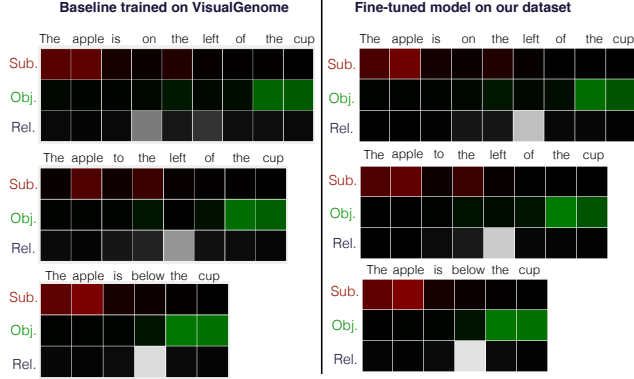 Baseline trained on VisualGenome
The apple is on the left of the cup
Sub.
Obj.
Rel.
The apple to the left of the cup
Sub.
Obj.
Rel.
The apple is below the cup
Sub.
Obj.
Rel.
Fine-tuned model on our dataset
The apple is on the left of the cup
Sub.
Obj.
Rel.
The apple to the left of the cup
Sub.
Obj.
Rel.
The apple is below the cup
Sub.
Obj.
Rel.